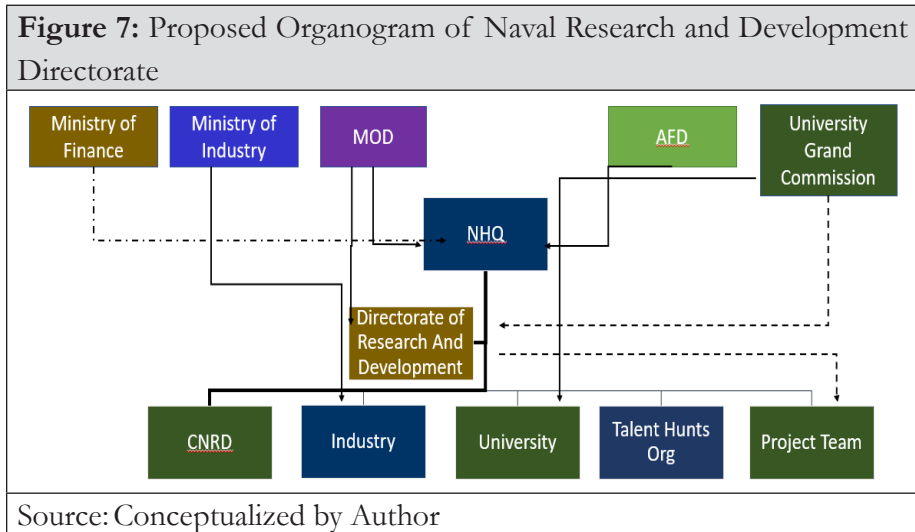 Figure 7: Proposed Organogram of Naval Research and Development
Directorate
Ministry of
Finance
Ministry of
Industry
MOD
AFD
University
Grand
Commission
NHQ
Directorate of
Research And
Development
CNRD
Industry
University
Talent Hunts
Org
Project Team
Source: Conceptualized by Author